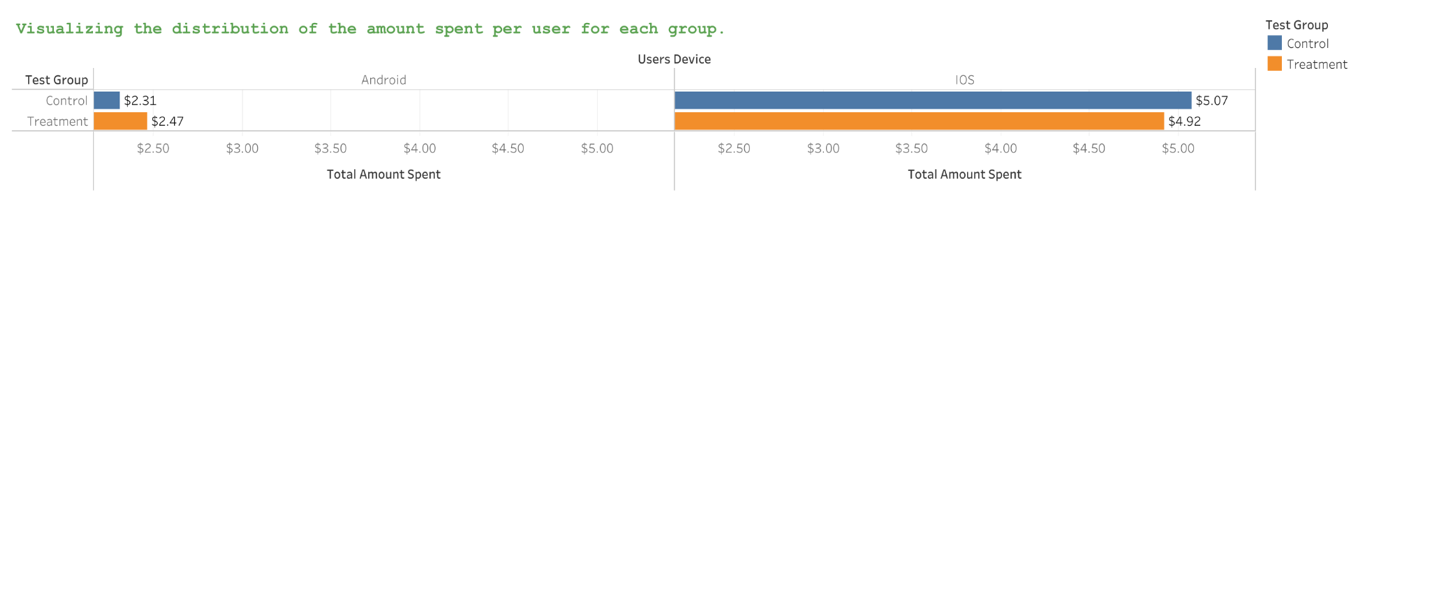 Visualizing the distribution of the amount spent per user for each group.
Test Group
Control
Treatment
Users Device
Test Group Android IOS
Control $2.31 $5.07
Treatment $2.47 $4.92
$2.50 $3.00 $3.50 $4.00 $4.50 $5.00 $2.50 $3.00 $3.50 $4.00 $4.50 $5.00
Total Amount Spent Total Amount Spent